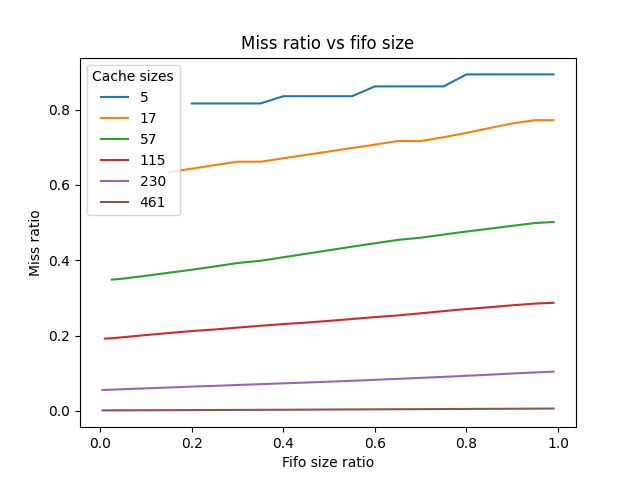 Miss ratio vs fifo size
Cache sizes
5
17
57
115
230
461
Miss ratio
0.8
0.6
0.4
0.2
0.0
0.0 0.2 0.4 0.6 0.8 1.0
Fifo size ratio